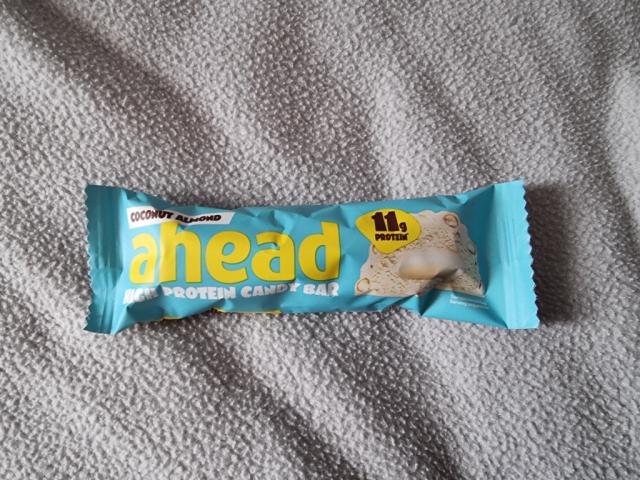 COCONUT ALMOND
ahead
HIGH PROTEIN CANDY BAR
11g
PROTEIN